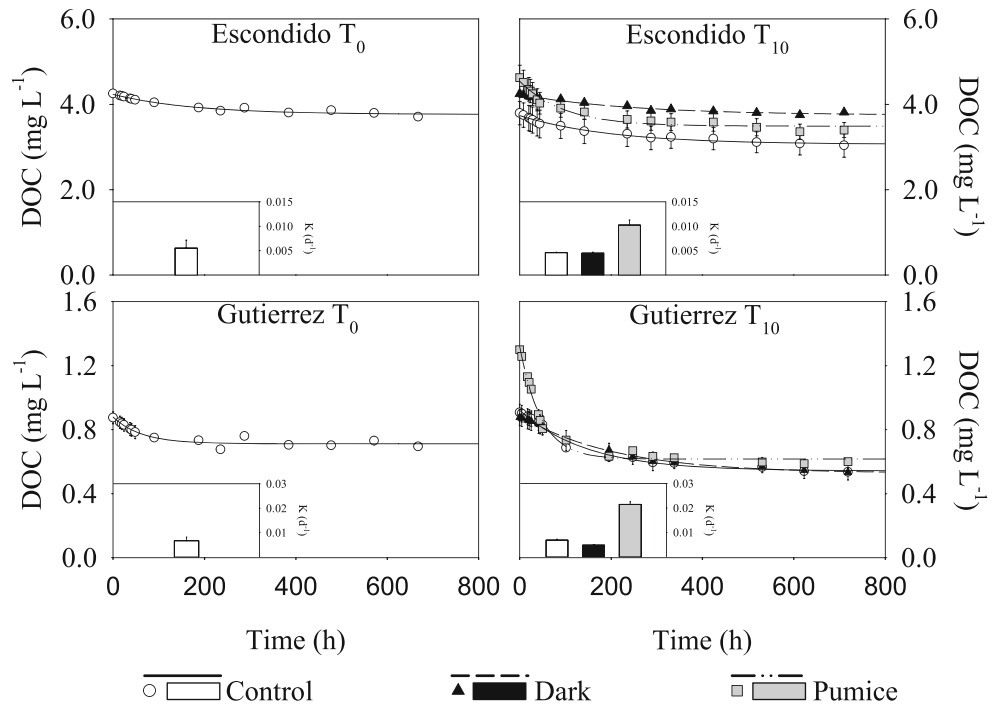 Escondido T0
6.0
4.0
2.0
0.0
DOC (mg L-1)
0.015
0.010
0.005
K (d-1)
Escondido T10
6.0
4.0
2.0
0.0
DOC (mg L-1)
0.015
0.010
0.005
K (d-1)
Gutierrez T0
1.6
1.2
0.8
0.4
0.0
DOC (mg L-1)
0.03
0.02
0.01
K (d-1)
0 200 400 600 800
Time (h)
Gutierrez T10
1.6
1.2
0.8
0.4
0.0
DOC (mg L-1)
0.03
0.02
0.01
K (d-1)
0 200 400 600 800
Time (h)
Control Dark Pumice